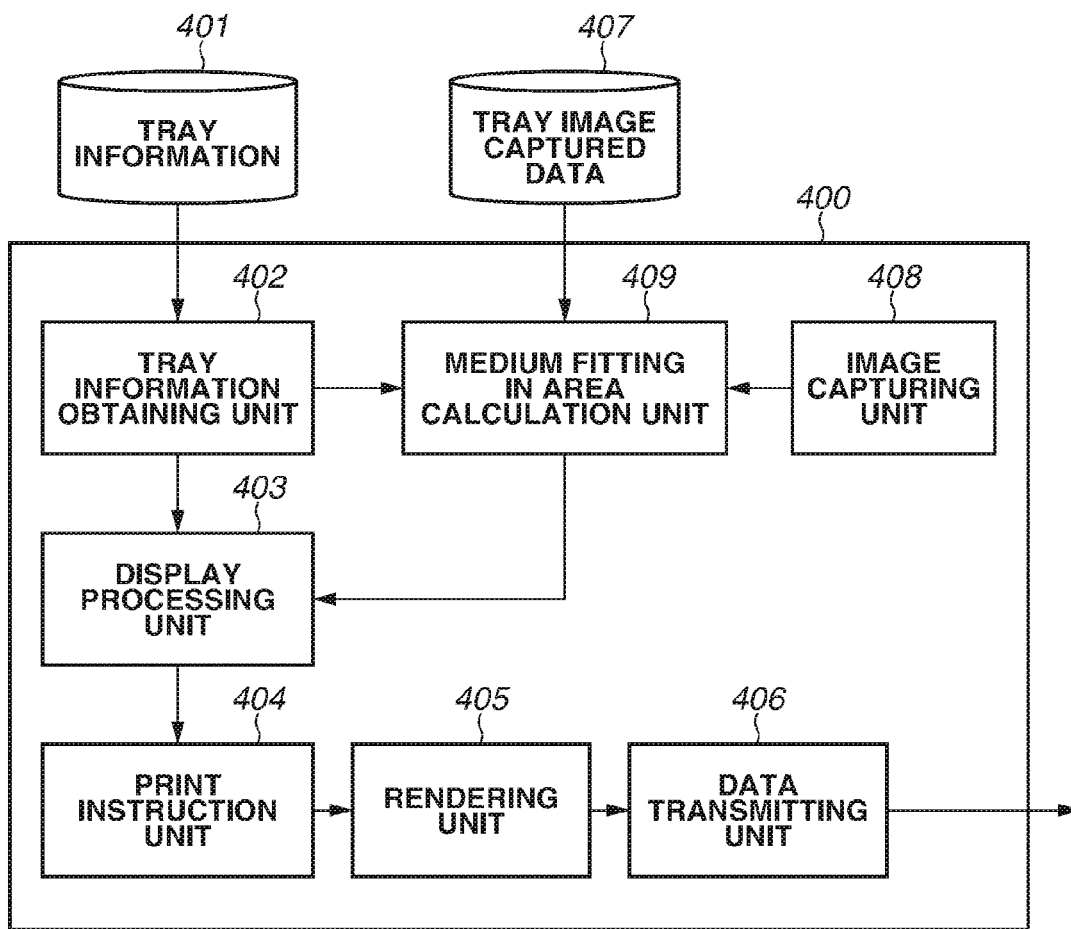 401
407
TRAY
INFORMATION
TRAY IMAGE
CAPTURED
DATA
400
402
409
408
TRAY
INFORMATION
OBTAINING UNIT
MEDIUM FITTING
IN AREA
CALCULATION UNIT
IMAGE
CAPTURING
UNIT
403
DISPLAY
PROCESSING
UNIT
404
405
406
PRINT
INSTRUCTION
UNIT
RENDERING
UNIT
DATA
TRANSMITTING
UNIT